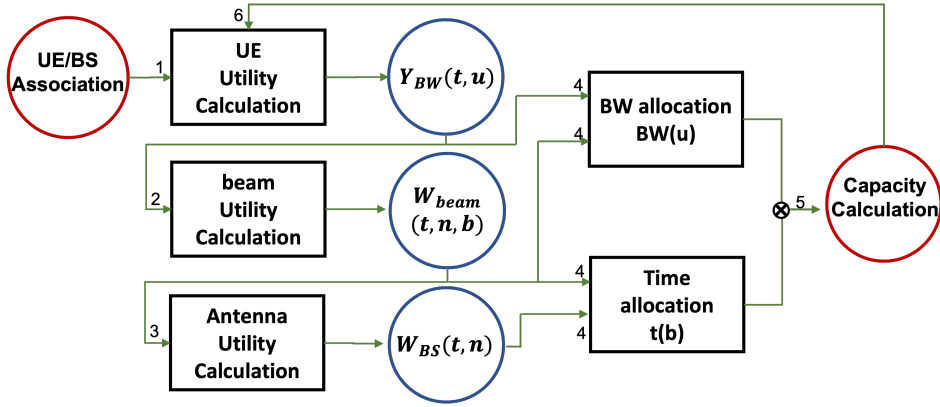 6
UE/BS
Association
1
UE
Utility
Calculation
Y_BW(t, u)
4
BW allocation
BW(u)
4
2
beam
Utility
Calculation
W_beam
(t, n, b)
⊗
5
Capacity
Calculation
3
Antenna
Utility
Calculation
W_BS(t, n)
4
Time
allocation
t(b)
4